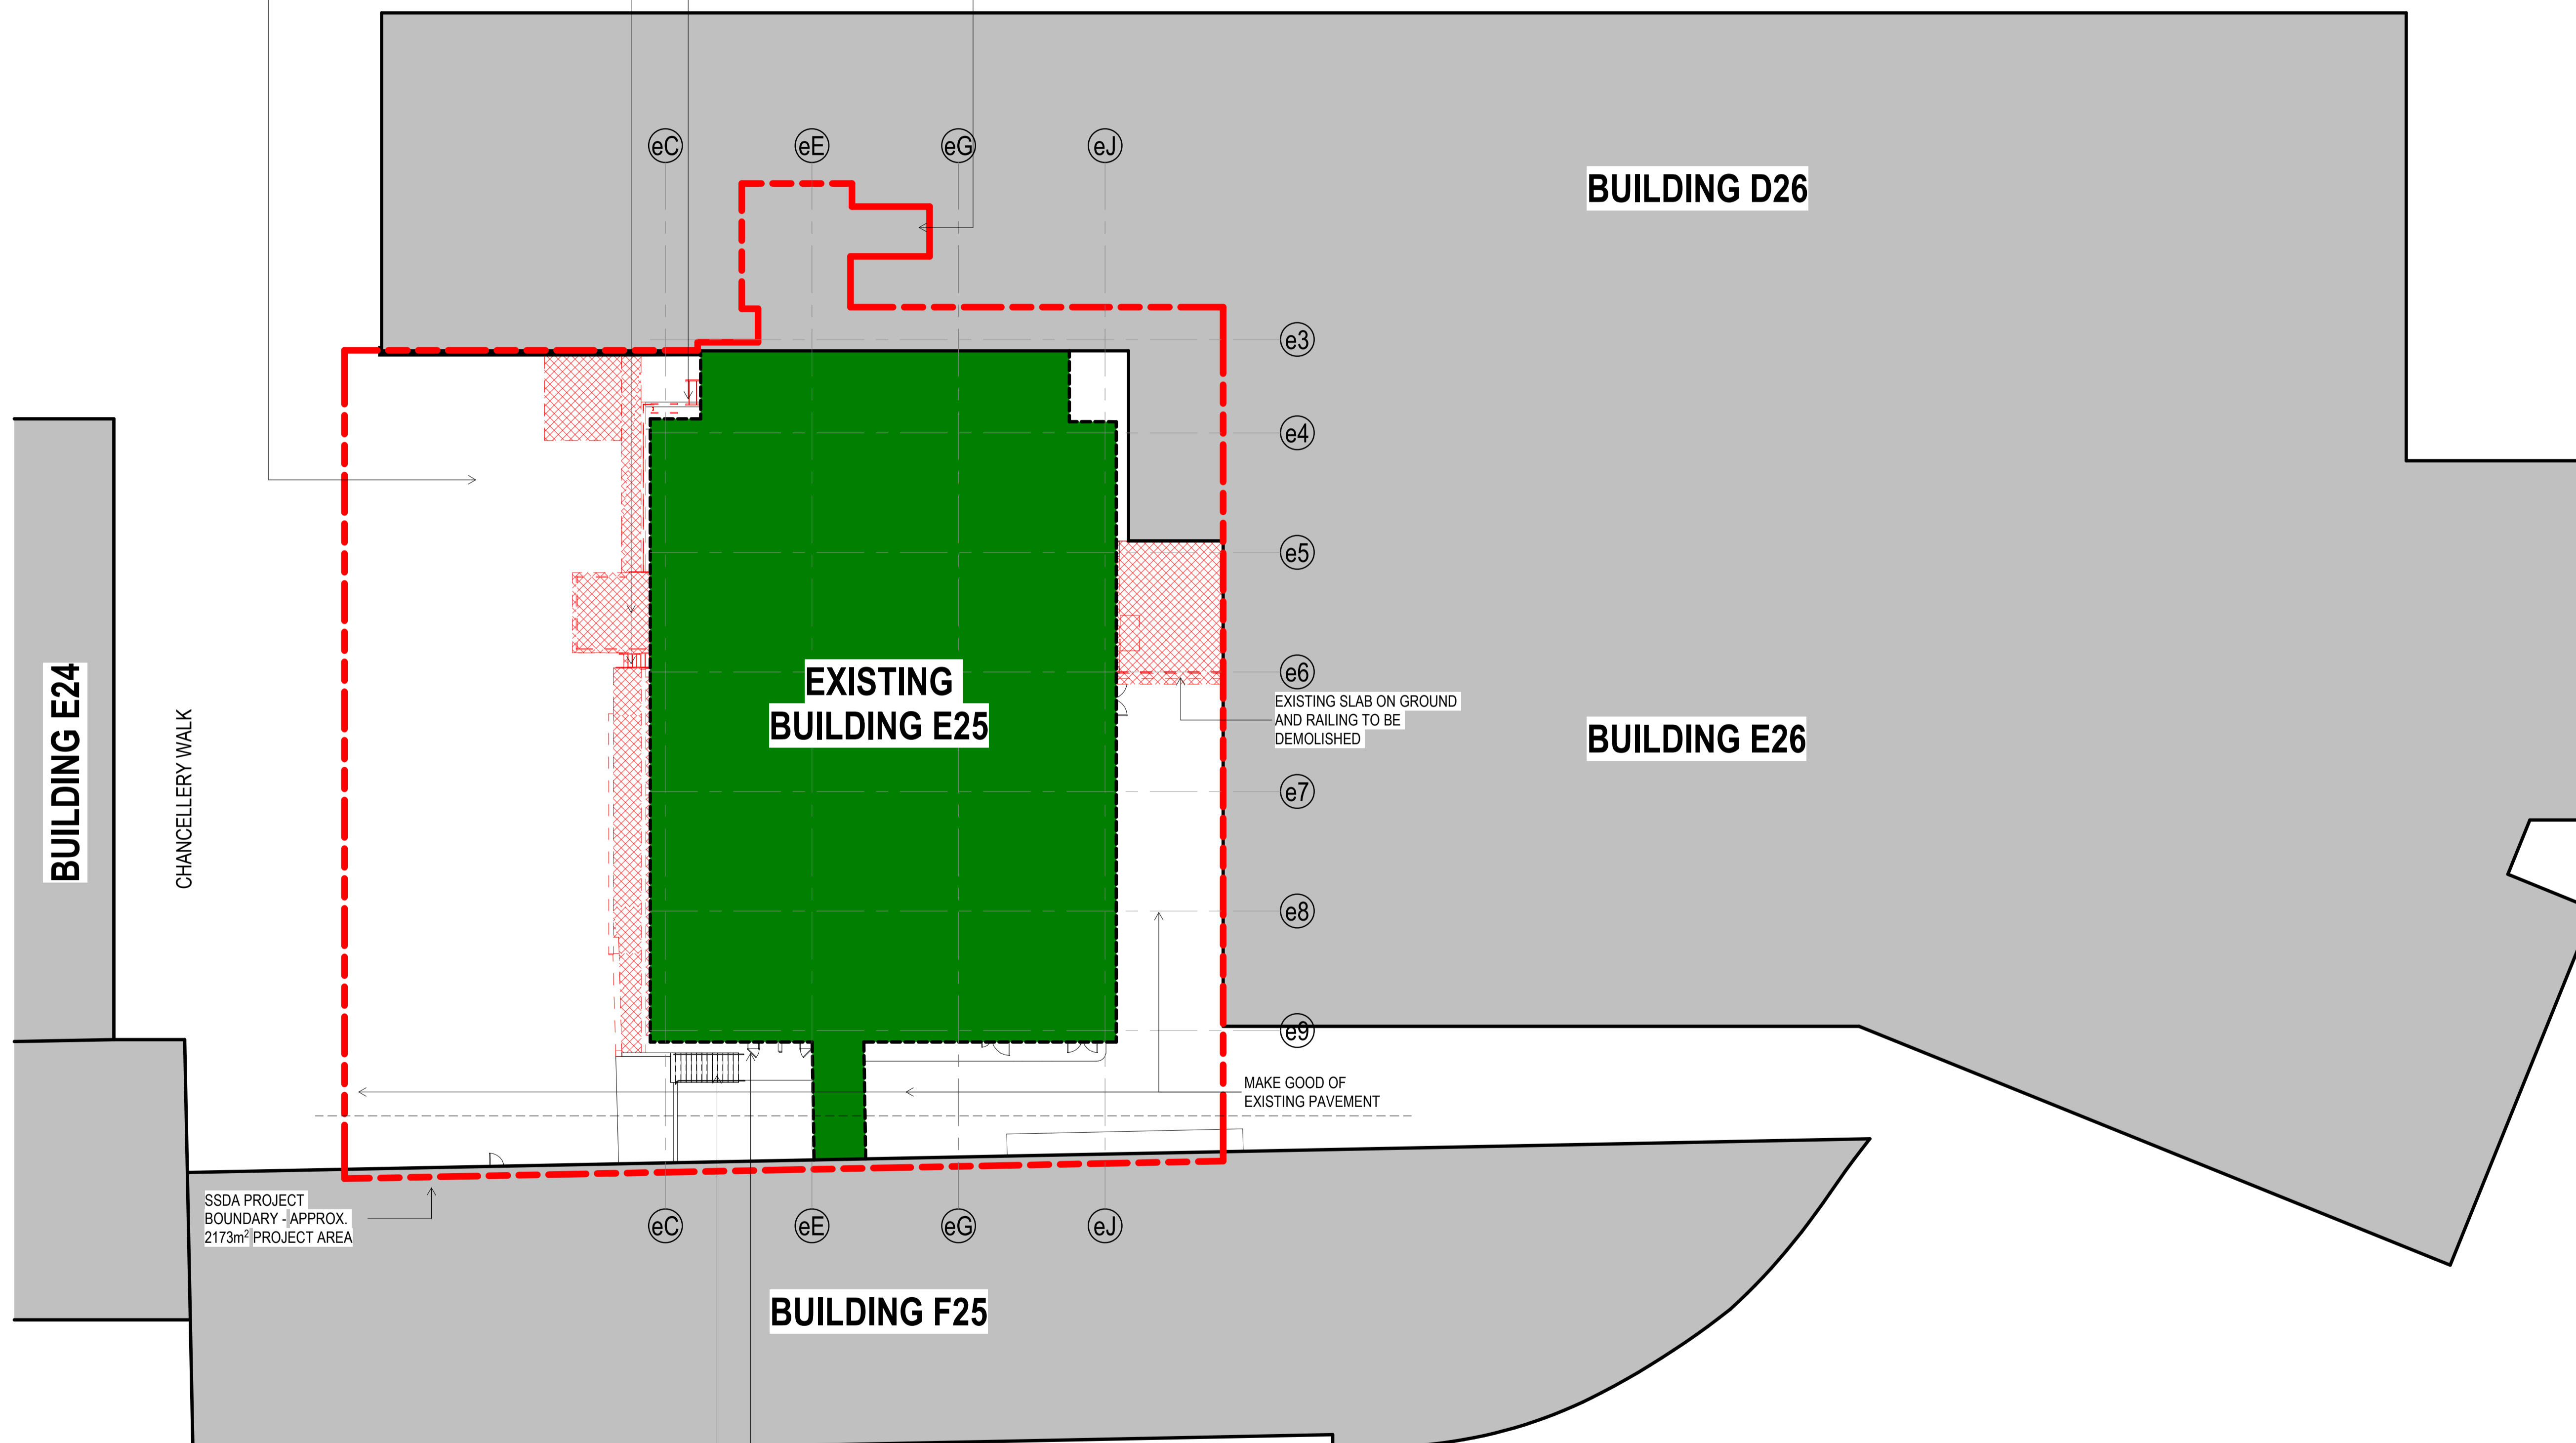 eC
eE
eG
eJ
BUILDING D26
e3
e4
e5
e6
e7
e8
e9
BUILDING E24
CHANCELLERY WALK
EXISTING
BUILDING E25
EXISTING SLAB ON GROUND
AND RAILING TO BE
DEMOLISHED
BUILDING E26
MAKE GOOD OF
EXISTING PAVEMENT
SSDA PROJECT
BOUNDARY - APPROX.
2173m² PROJECT AREA
eC
eE
eG
eJ
BUILDING F25